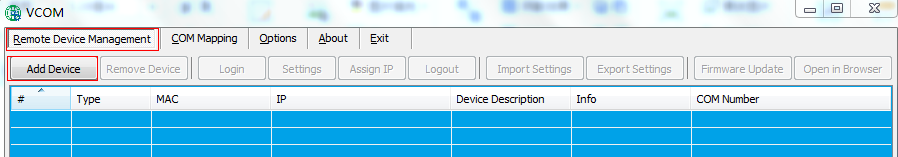 VCOM
Remote Device Management COM Mapping Options About Exit
Add Device Remove Device Login Settings Assign IP Logout Import Settings Export Settings Firmware Update Open in Browser
# Type MAC IP Device Description Info COM Number